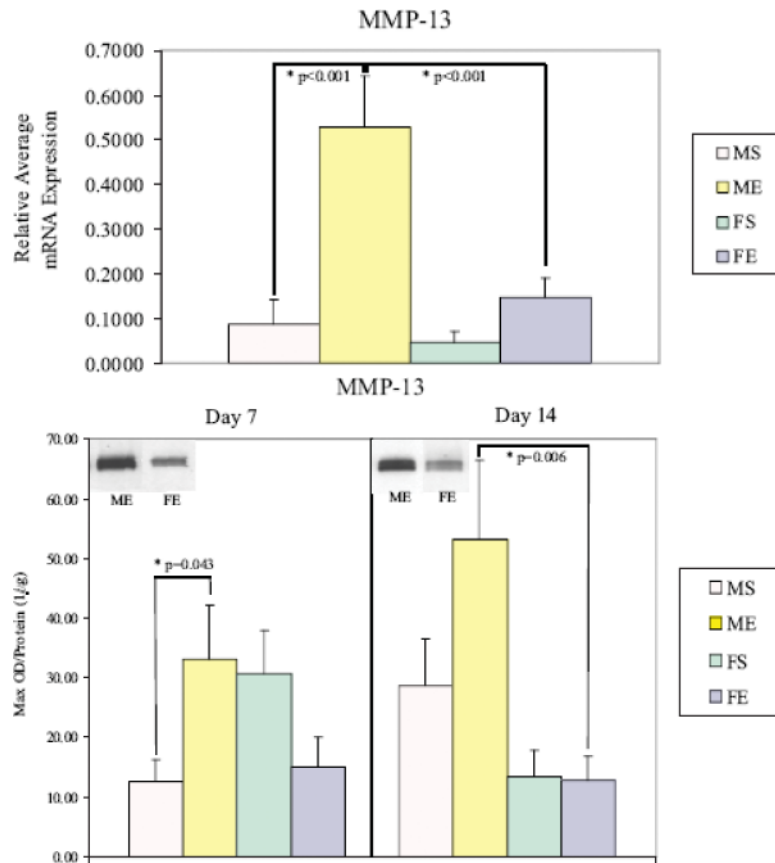 MMP-13
0.7000
0.6000
0.5000
0.4000
0.3000
0.2000
0.1000
0.0000
Relative Average
mRNA Expression
* p<0.001
* p<0.001
MS
ME
FS
FE
MMP-13
Day 7
Day 14
70.00
60.00
50.00
40.00
30.00
20.00
10.00
0.00
Max OD/Protein (1/g)
ME FE
* p=0.043
ME FE
* p=0.006
MS
ME
FS
FE